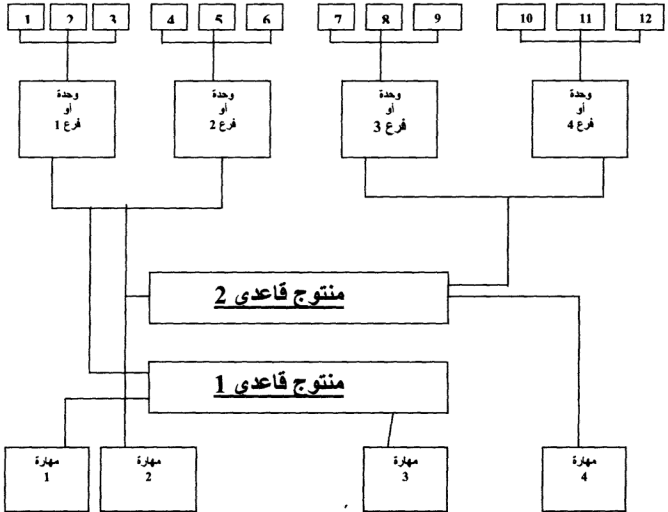 1 2 3 4 5 6 7 8 9 10 11 12
وحدة
أو
فرع 1
وحدة
أو
فرع 2
وحدة
أو
فرع 3
وحدة
أو
فرع 4
منتوج قاعدي 2
منتوج قاعدي 1
مهارة
1
مهارة
2
مهارة
3
مهارة
4